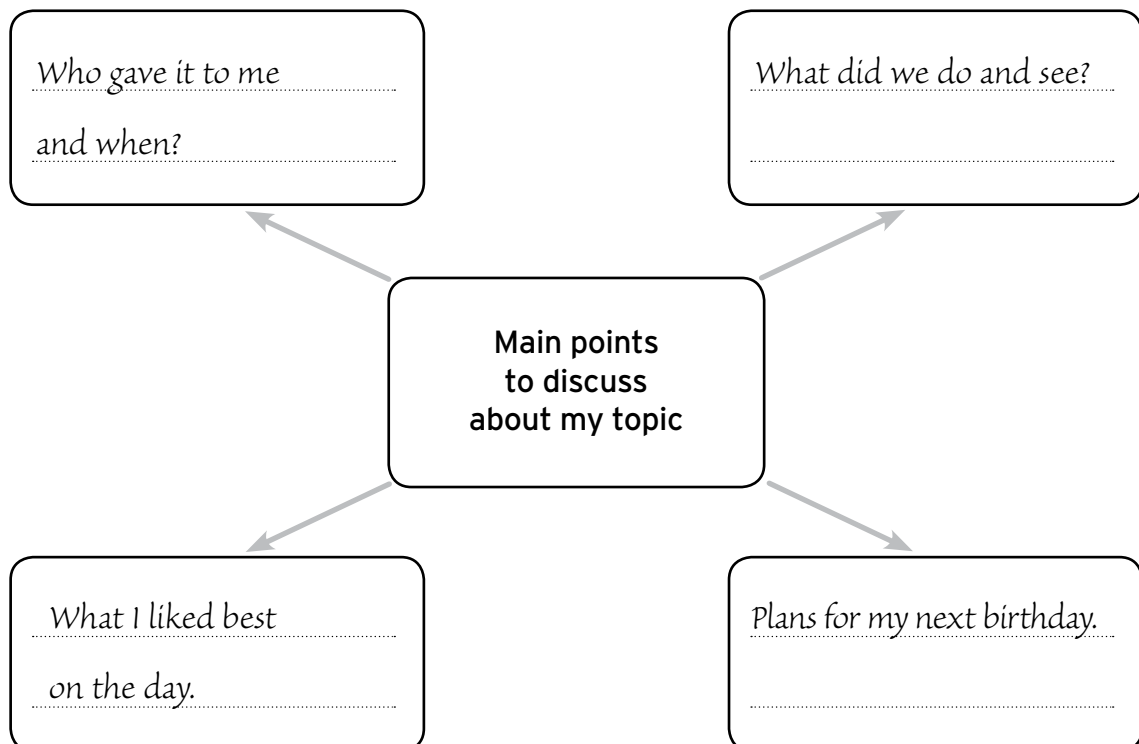 Who gave it to me
and when?
What did we do and see?
Main points
to discuss
about my topic
What I liked best
on the day.
Plans for my next birthday.